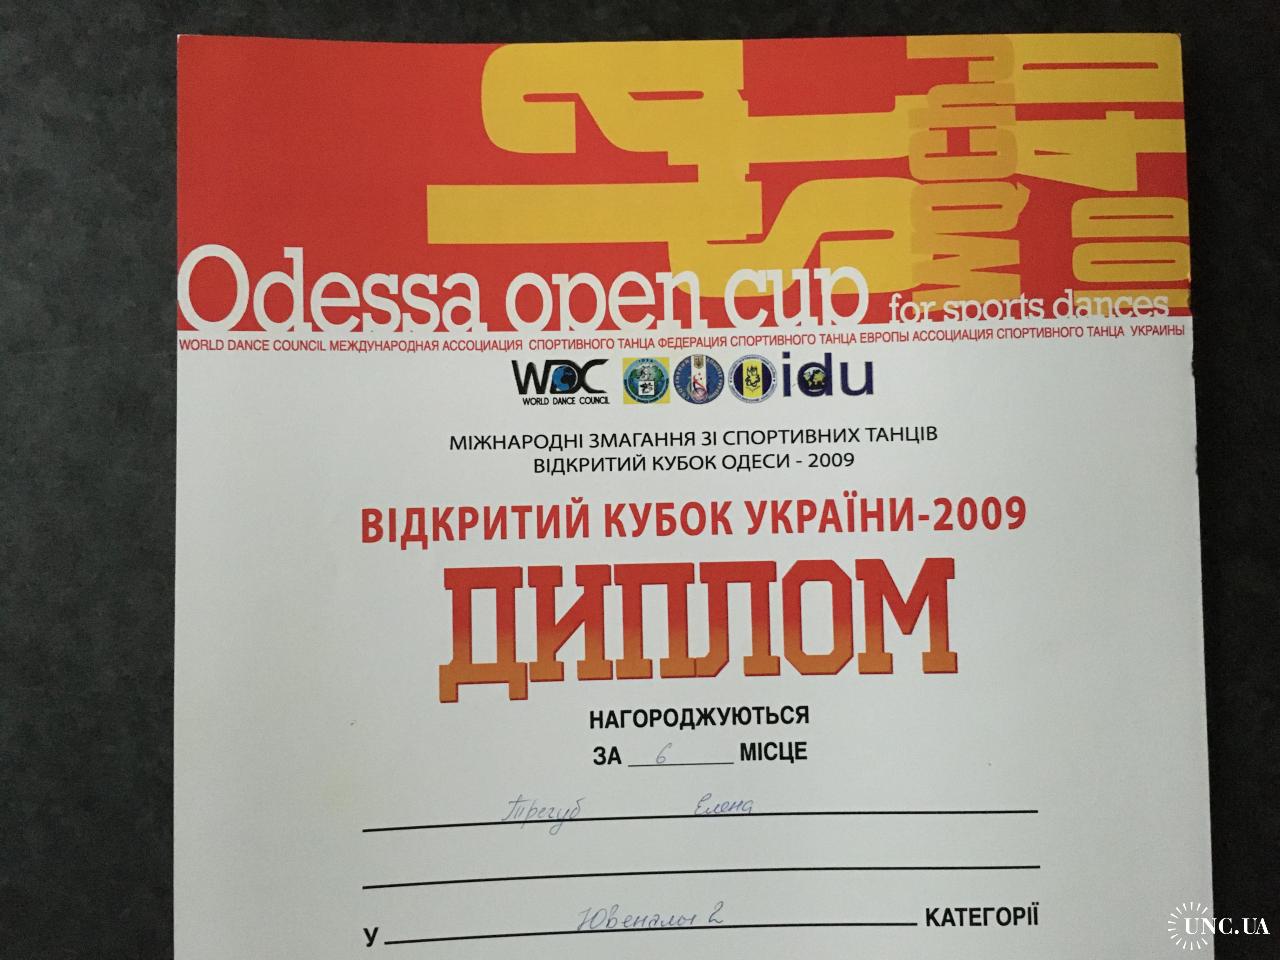 Odessa open cup for sports dances
WORLD DANCE COUNCIL МЕЖДУНАРОДНАЯ АССОЦИАЦИЯ СПОРТИВНОГО ТАНЦА ФЕДЕРАЦИЯ СПОРТИВНОГО ТАНЦА ЕВРОПЫ АССОЦИАЦИЯ СПОРТИВНОГО ТАНЦА УКРАИНЫ
WDC idu
WORLD DANCE COUNCIL
МІЖНАРОДНІ ЗМАГАННЯ ЗІ СПОРТИВНИХ ТАНЦІВ
ВІДКРИТИЙ КУБОК ОДЕСИ - 2009
ВІДКРИТИЙ КУБОК УКРАЇНИ-2009
ДИПЛОМ
НАГОРОДЖУЮТЬСЯ
ЗА 6 МІСЦЕ
Трегуб Елена
У Ювеналы 2 КАТЕГОРІЇ
UNC.UA